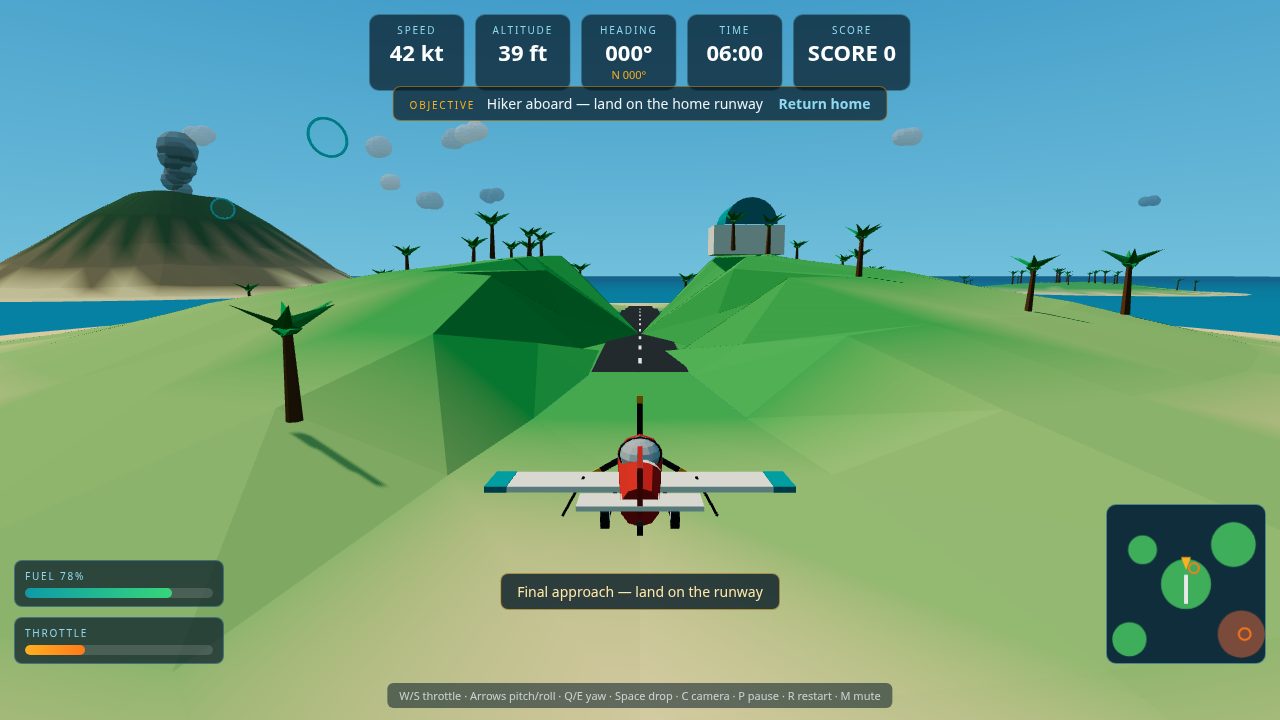 SPEED
42 kt
ALTITUDE
39 ft
HEADING
000°
N 000°
TIME
06:00
SCORE
SCORE 0
OBJECTIVE Hiker aboard — land on the home runway Return home
FUEL 78%
THROTTLE
Final approach — land on the runway
W/S throttle · Arrows pitch/roll · Q/E yaw · Space drop · C camera · P pause · R restart · M mute